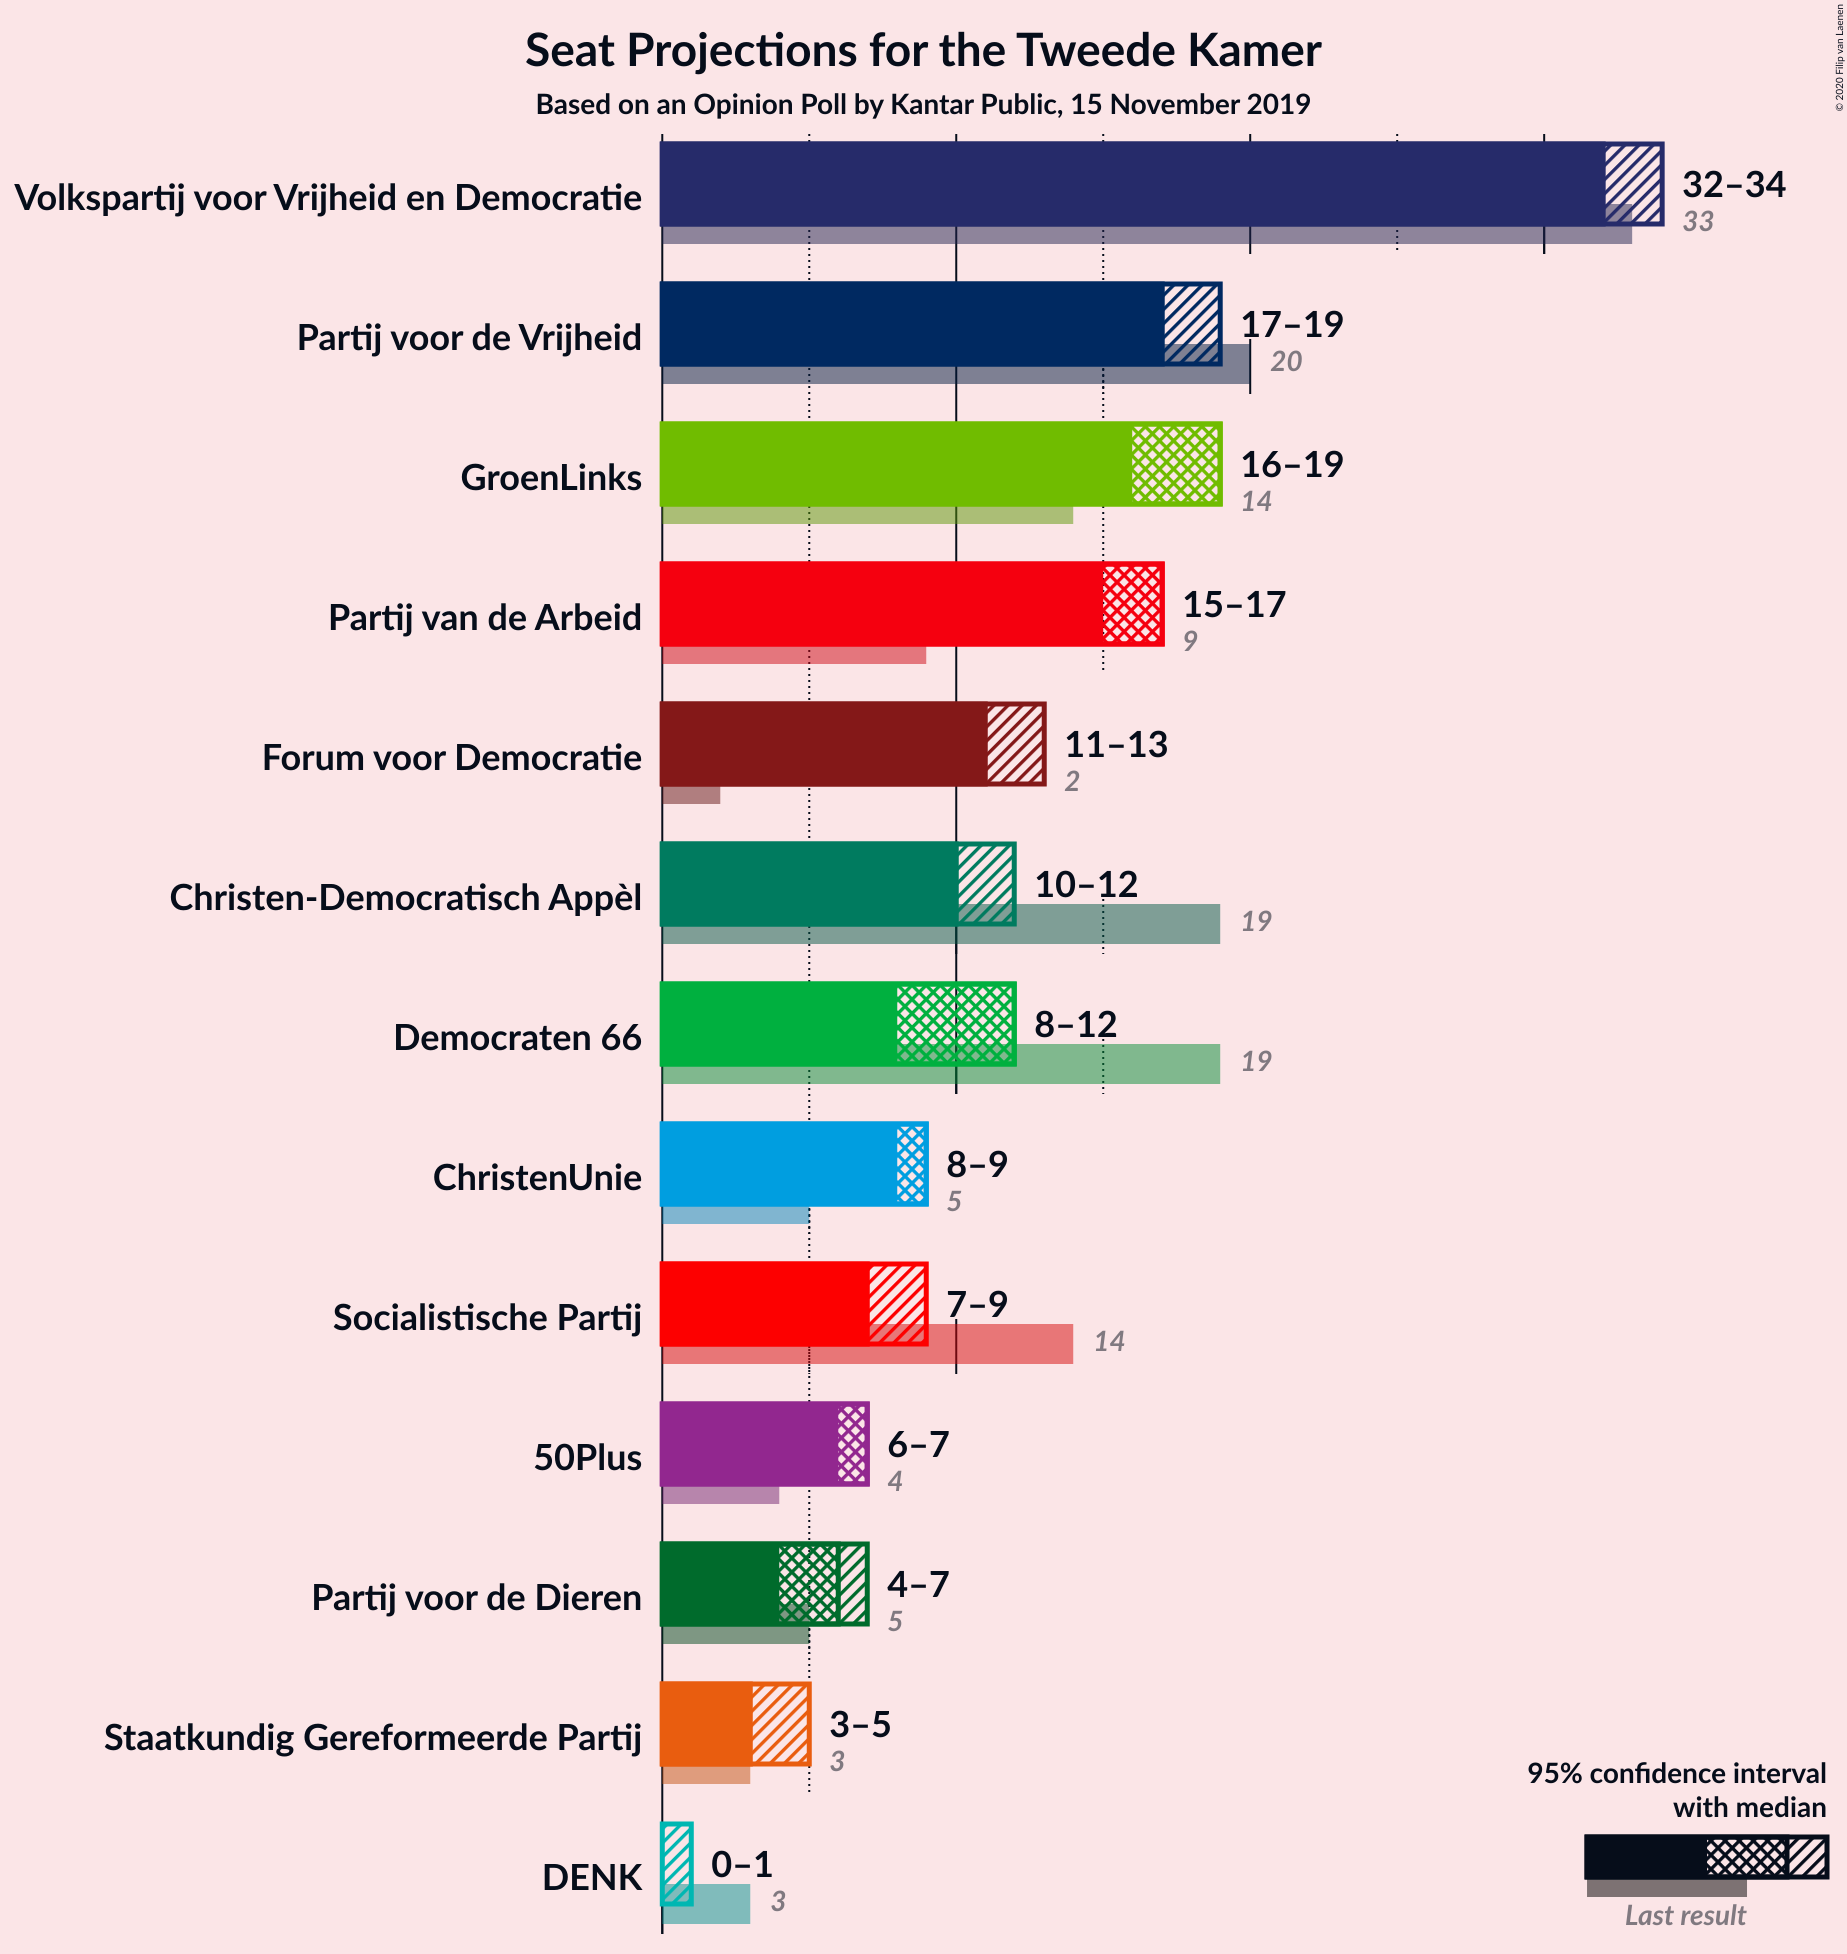 Seat Projections for the Tweede Kamer
Based on an Opinion Poll by Kantar Public, 15 November 2019
© 2020 Filip van Laenen
Volkspartij voor Vrijheid en Democratie
32–34
33
Partij voor de Vrijheid
17–19
20
GroenLinks
16–19
14
Partij van de Arbeid
15–17
9
Forum voor Democratie
11–13
2
Christen-Democratisch Appèl
10–12
19
Democraten 66
8–12
19
ChristenUnie
8–9
5
Socialistische Partij
7–9
14
50Plus
6–7
4
Partij voor de Dieren
4–7
5
Staatkundig Gereformeerde Partij
3–5
3
DENK
0–1
3
95% confidence interval
with median
Last result